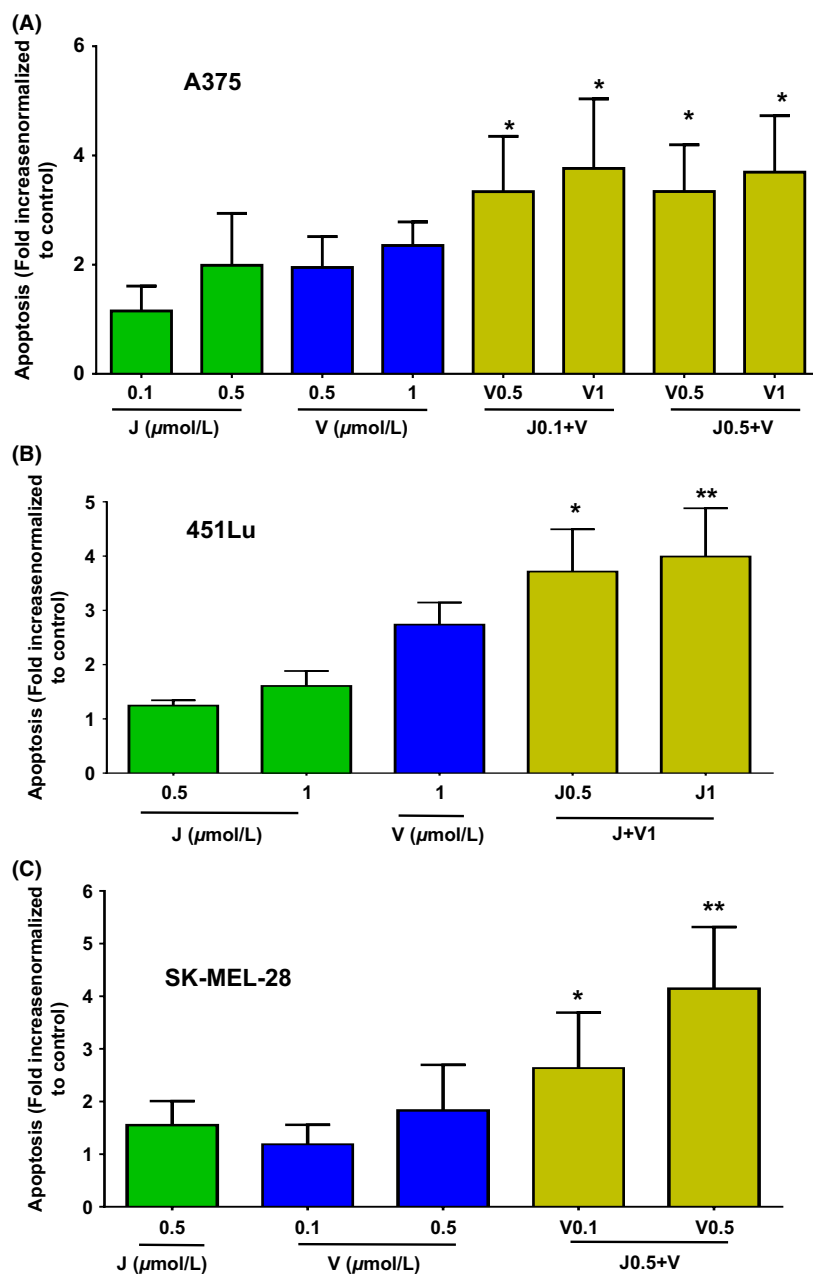 (A)
A375
Apoptosis (Fold increasenormalized
to control)
6
4
2
0
* * * *
0.1 0.5 0.5 1 V0.5 V1 V0.5 V1
J (µmol/L) V (µmol/L) J0.1+V J0.5+V
(B)
451Lu
Apoptosis (Fold increasenormalized
to control)
5
4
3
2
1
0
* **
0.5 1 1 J0.5 J1
J (µmol/L) V (µmol/L) J+V1
(C)
SK-MEL-28
Apoptosis (Fold increasenormalized
to control)
6
5
4
3
2
1
0
* **
0.5 0.1 0.5 V0.1 V0.5
J (µmol/L) V (µmol/L) J0.5+V